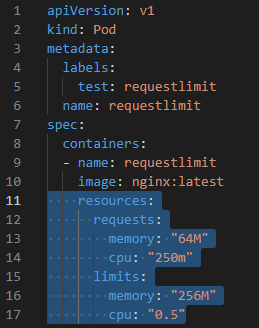 1 apiVersion: v1
2 kind: Pod
3 metadata:
4   labels:
5     test: requestlimit
6   name: requestlimit
7 spec:
8   containers:
9   - name: requestlimit
10     image: nginx:latest
11     resources:
12       requests:
13         memory: "64M"
14         cpu: "250m"
15       limits:
16         memory: "256M"
17         cpu: "0.5"